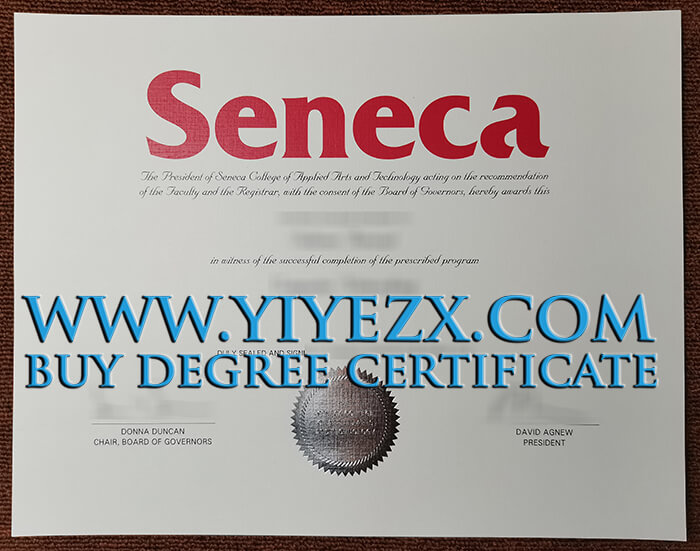 Seneca
The President of Seneca College of Applied Arts and Technology acting on the recommendation
of the Faculty and the Registrar, with the consent of the Board of Governors, hereby awards this
in witness of the successful completion of the prescribed program
WWW.YIYEZX.COM
DULY SEALED AND SIGN
BUY DEGREE CERTIFICATE
DONNA DUNCAN
CHAIR, BOARD OF GOVERNORS
DAVID AGNEW
PRESIDENT